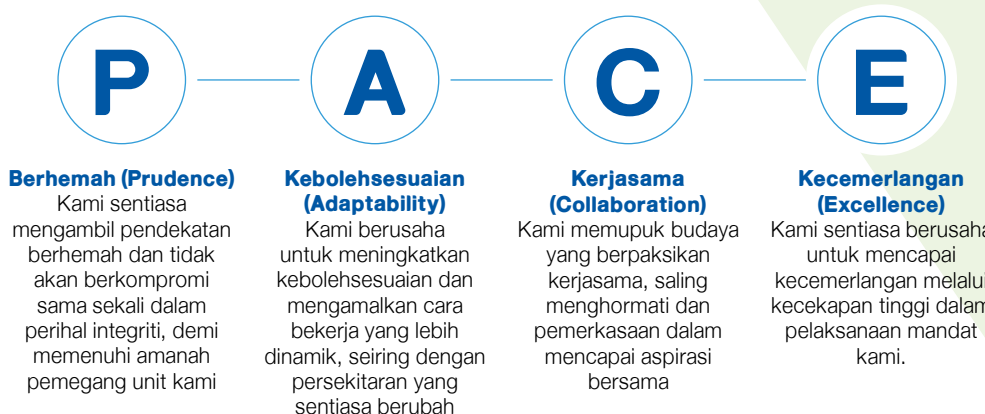 P
A
C
E
Berhemah (Prudence)
Kami sentiasa
mengambil pendekatan
berhemah dan tidak
akan berkompromi
sama sekali dalam
perihal integriti, demi
memenuhi amanah
pemegang unit kami
Kebolehsesuaian
(Adaptability)
Kami berusaha
untuk meningkatkan
kebolehsesuaian dan
mengamalkan cara
bekerja yang lebih
dinamik, seiring dengan
persekitaran yang
sentiasa berubah
Kerjasama
(Collaboration)
Kami memupuk budaya
yang berpaksikan
kerjasama, saling
menghormati dan
pemerkasaan dalam
mencapai aspirasi
bersama
Kecemerlangan
(Excellence)
Kami sentiasa berusaha
untuk mencapai
kecemerlangan melalui
kecekapan tinggi dalam
pelaksanaan mandat
kami.